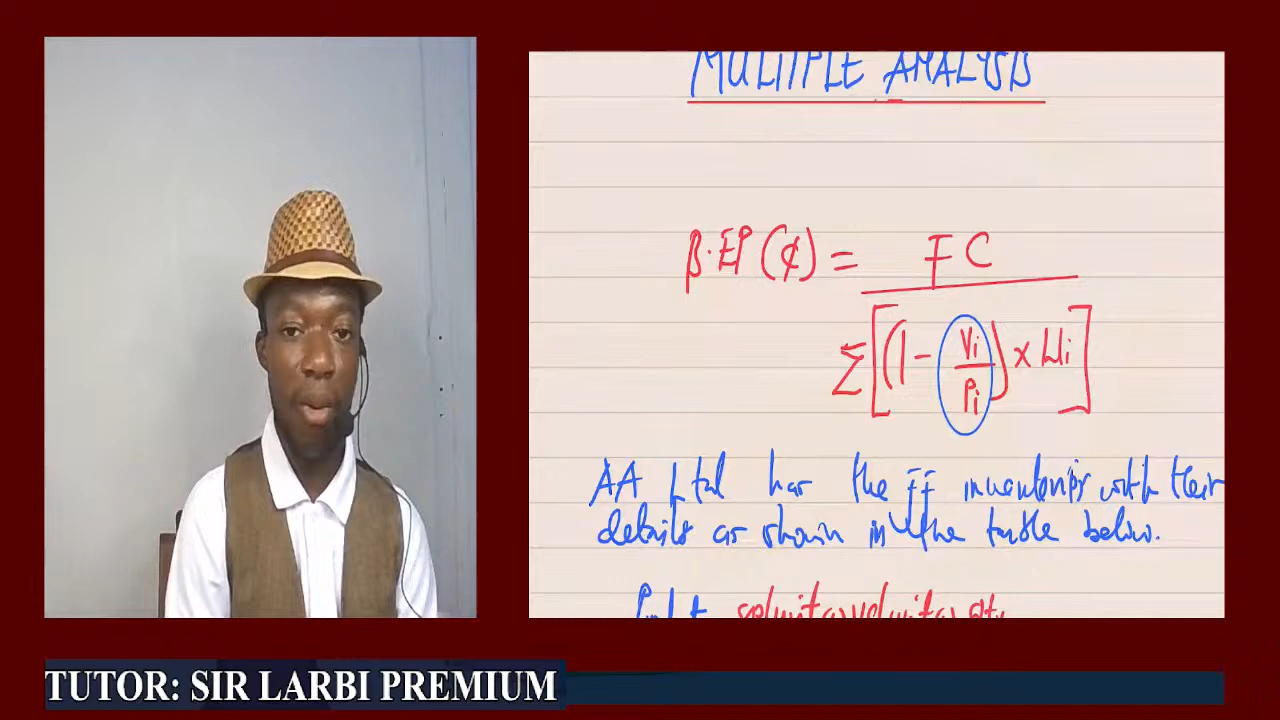 MULTIPLE ANALYSIS
B.EP(¢) = FC
Σ[(1 - Vi/Pi) × Wi]
AA Ltd has the ff inventories with their
details as shown in the table below.
TUTOR: SIR LARBI PREMIUM